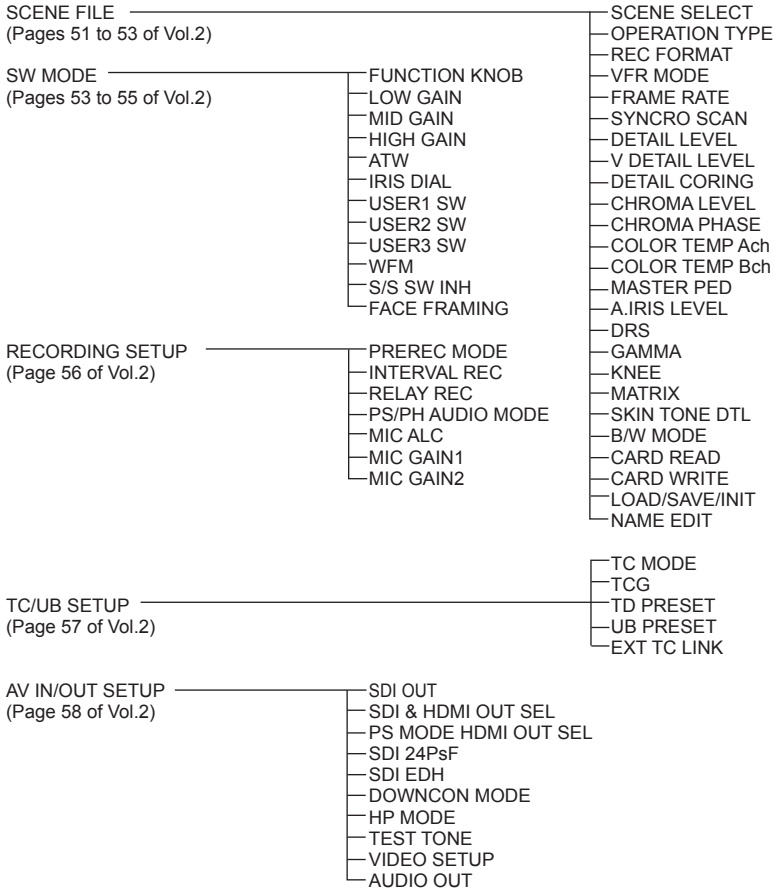 SCENE FILE
(Pages 51 to 53 of Vol.2)
SCENE SELECT
OPERATION TYPE
REC FORMAT
VFR MODE
FRAME RATE
SYNCRO SCAN
DETAIL LEVEL
V DETAIL LEVEL
DETAIL CORING
CHROMA LEVEL
CHROMA PHASE
COLOR TEMP Ach
COLOR TEMP Bch
MASTER PED
A.IRIS LEVEL
DRS
GAMMA
KNEE
MATRIX
SKIN TONE DTL
B/W MODE
CARD READ
CARD WRITE
LOAD/SAVE/INIT
NAME EDIT
SW MODE
(Pages 53 to 55 of Vol.2)
FUNCTION KNOB
LOW GAIN
MID GAIN
HIGH GAIN
ATW
IRIS DIAL
USER1 SW
USER2 SW
USER3 SW
WFM
S/S SW INH
FACE FRAMING
RECORDING SETUP
(Page 56 of Vol.2)
PREREC MODE
INTERVAL REC
RELAY REC
PS/PH AUDIO MODE
MIC ALC
MIC GAIN1
MIC GAIN2
TC/UB SETUP
(Page 57 of Vol.2)
TC MODE
TCG
TD PRESET
UB PRESET
EXT TC LINK
AV IN/OUT SETUP
(Page 58 of Vol.2)
SDI OUT
SDI & HDMI OUT SEL
PS MODE HDMI OUT SEL
SDI 24PsF
SDI EDH
DOWNCON MODE
HP MODE
TEST TONE
VIDEO SETUP
AUDIO OUT